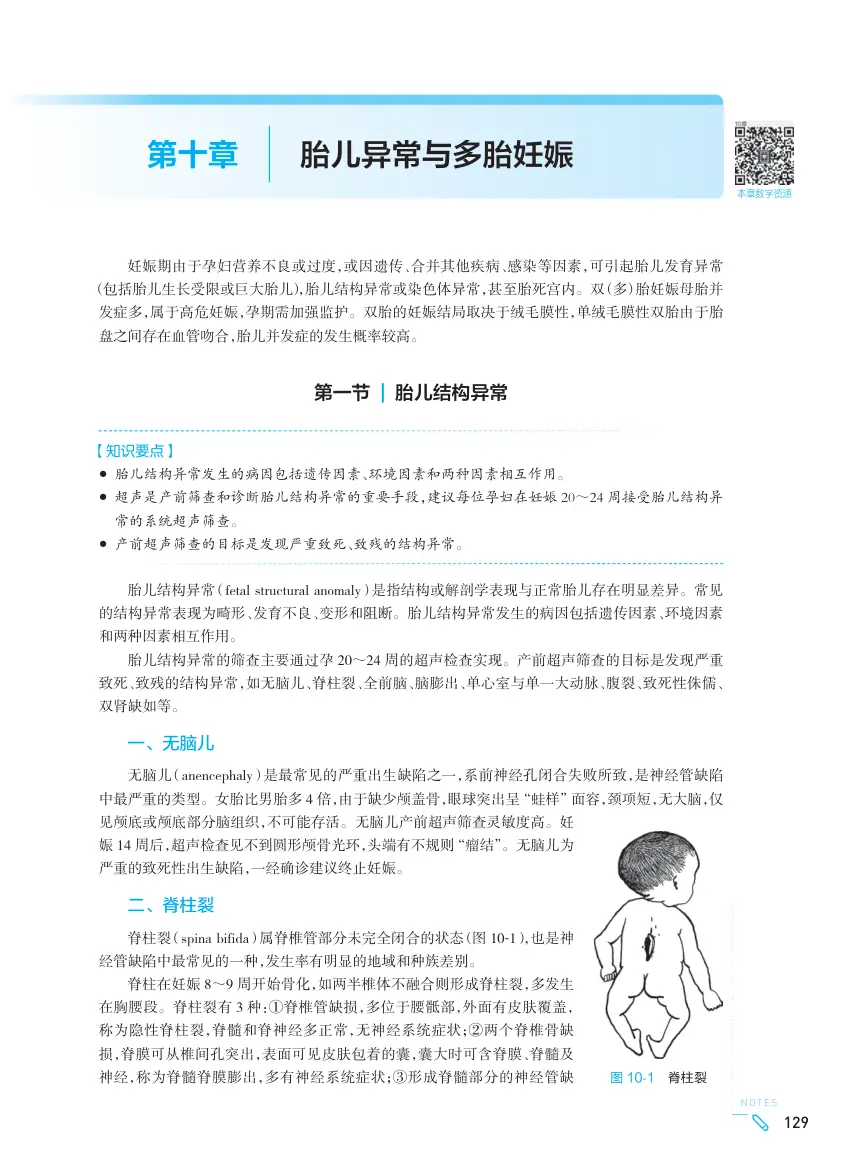 第十章
胎儿异常与多胎妊娠
10章
本章数字资源
妊娠期由于孕妇营养不良或过度，或因遗传、合并其他疾病、感染等因素，可引起胎儿发育异常
（包括胎儿生长受限或巨大胎儿），胎儿结构异常或染色体异常，甚至胎死宫内。双（多）胎妊娠母胎并
发症多，属于高危妊娠，孕期需加强监护。双胎的妊娠结局取决于绒毛膜性，单绒毛膜性双胎由于胎
盘之间存在血管吻合，胎儿并发症的发生概率较高。
第一节 | 胎儿结构异常
【知识要点】
● 胎儿结构异常发生的病因包括遗传因素、环境因素和两种因素相互作用。
● 超声是产前筛查和诊断胎儿结构异常的重要手段，建议每位孕妇在妊娠 20～24 周接受胎儿结构异
常的系统超声筛查。
● 产前超声筛查的目标是发现严重致死、致残的结构异常。
胎儿结构异常（fetal structural anomaly）是指结构或解剖学表现与正常胎儿存在明显差异。常见
的结构异常表现为畸形、发育不良、变形和阻断。胎儿结构异常发生的病因包括遗传因素、环境因素
和两种因素相互作用。
胎儿结构异常的筛查主要通过孕 20～24 周的超声检查实现。产前超声筛查的目标是发现严重
致死、致残的结构异常，如无脑儿、脊柱裂、全前脑、脑膨出、单心室与单一大动脉、腹裂、致死性侏儒、
双肾缺如等。
一、无脑儿
无脑儿（anencephaly）是最常见的严重出生缺陷之一，系前神经孔闭合失败所致，是神经管缺陷
中最严重的类型。女胎比男胎多 4 倍，由于缺少颅盖骨，眼球突出呈“蛙样”面容，颈项短，无大脑，仅
见颅底或颅底部分脑组织，不可能存活。无脑儿产前超声筛查灵敏度高。妊
娠 14 周后，超声检查见不到圆形颅骨光环，头端有不规则“瘤结”。无脑儿为
严重的致死性出生缺陷，一经确诊建议终止妊娠。
二、脊柱裂
脊柱裂（spina bifida）属脊椎管部分未完全闭合的状态（图 10-1），也是神
经管缺陷中最常见的一种，发生率有明显的地域和种族差别。
脊柱在妊娠 8～9 周开始骨化，如两半椎体不融合则形成脊柱裂，多发生
在胸腰段。脊柱裂有 3 种：①脊椎管缺损，多位于腰骶部，外面有皮肤覆盖，
称为隐性脊柱裂，脊髓和脊神经多正常，无神经系统症状；②两个脊椎骨缺
损，脊膜可从椎间孔突出，表面可见皮肤包着的囊，囊大时可含脊膜、脊髓及
神经，称为脊髓脊膜膨出，多有神经系统症状；③形成脊髓部分的神经管缺
图 10-1 脊柱裂
NOTES
129